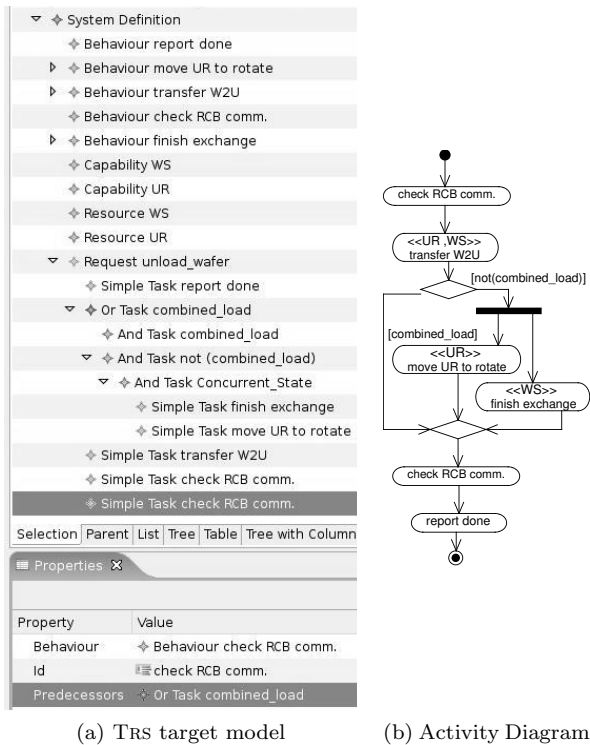 System Definition
Behaviour report done
Behaviour move UR to rotate
Behaviour transfer W2U
Behaviour check RCB comm.
Behaviour finish exchange
Capability WS
Capability UR
Resource WS
Resource UR
Request unload_wafer
Simple Task report done
Or Task combined_load
And Task combined_load
And Task not (combined_load)
And Task Concurrent_State
Simple Task finish exchange
Simple Task move UR to rotate
Simple Task transfer W2U
Simple Task check RCB comm.
Simple Task check RCB comm.
Selection Parent List Tree Table Tree with Column
Properties
Property Value
Behaviour Behaviour check RCB comm.
Id check RCB comm.
Predecessors Or Task combined_load
(a) TRS target model
check RCB comm.
<<UR ,WS>>
transfer W2U
[not(combined_load)]
[combined_load]
<<UR>>
move UR to rotate
<<WS>>
finish exchange
check RCB comm.
report done
(b) Activity Diagram